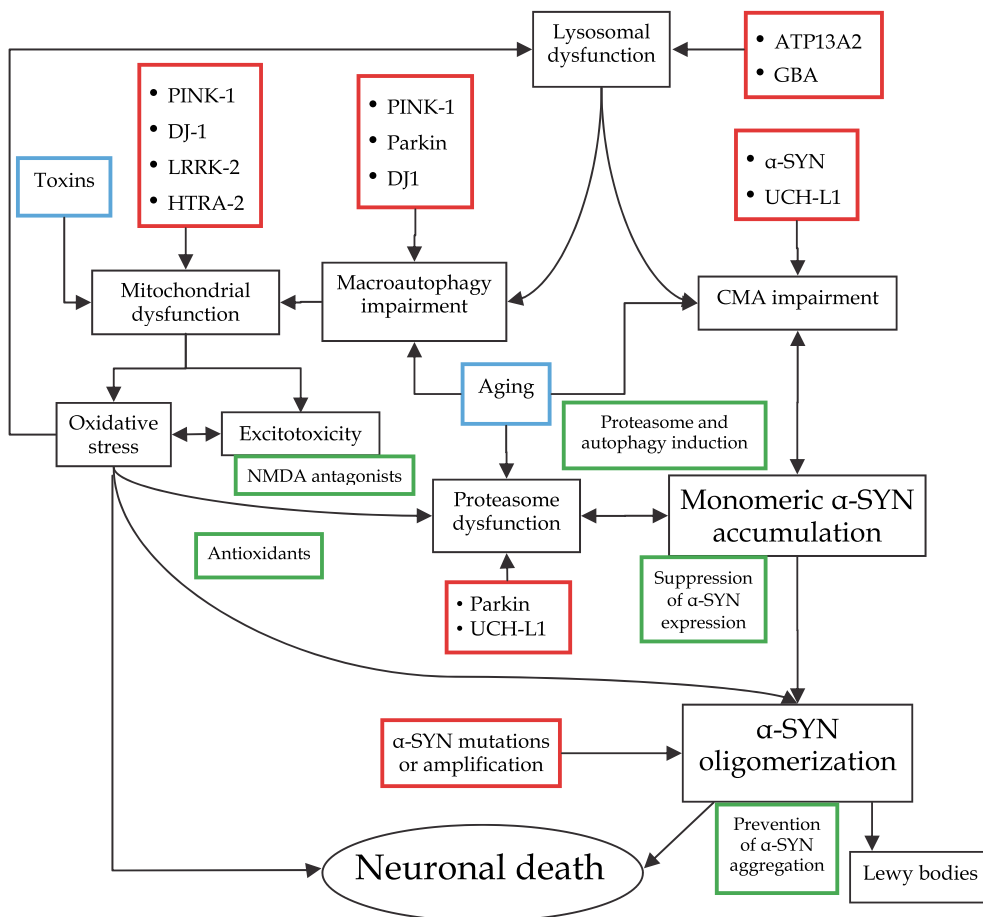 Lysosomal
dysfunction
• ATP13A2
• GBA
• PINK-1
• DJ-1
• LRRK-2
• HTRA-2
• PINK-1
• Parkin
• DJ1
Toxins
• α-SYN
• UCH-L1
Mitochondrial
dysfunction
Macroautophagy
impairment
CMA impairment
Aging
Oxidative
stress
Excitotoxicity
Proteasome and
autophagy induction
NMDA antagonists
Proteasome
dysfunction
Monomeric α-SYN
accumulation
Antioxidants
Suppression
of α-SYN
expression
• Parkin
• UCH-L1
α-SYN mutations
or amplification
α-SYN
oligomerization
Prevention
of α-SYN
aggregation
Neuronal death
Lewy bodies